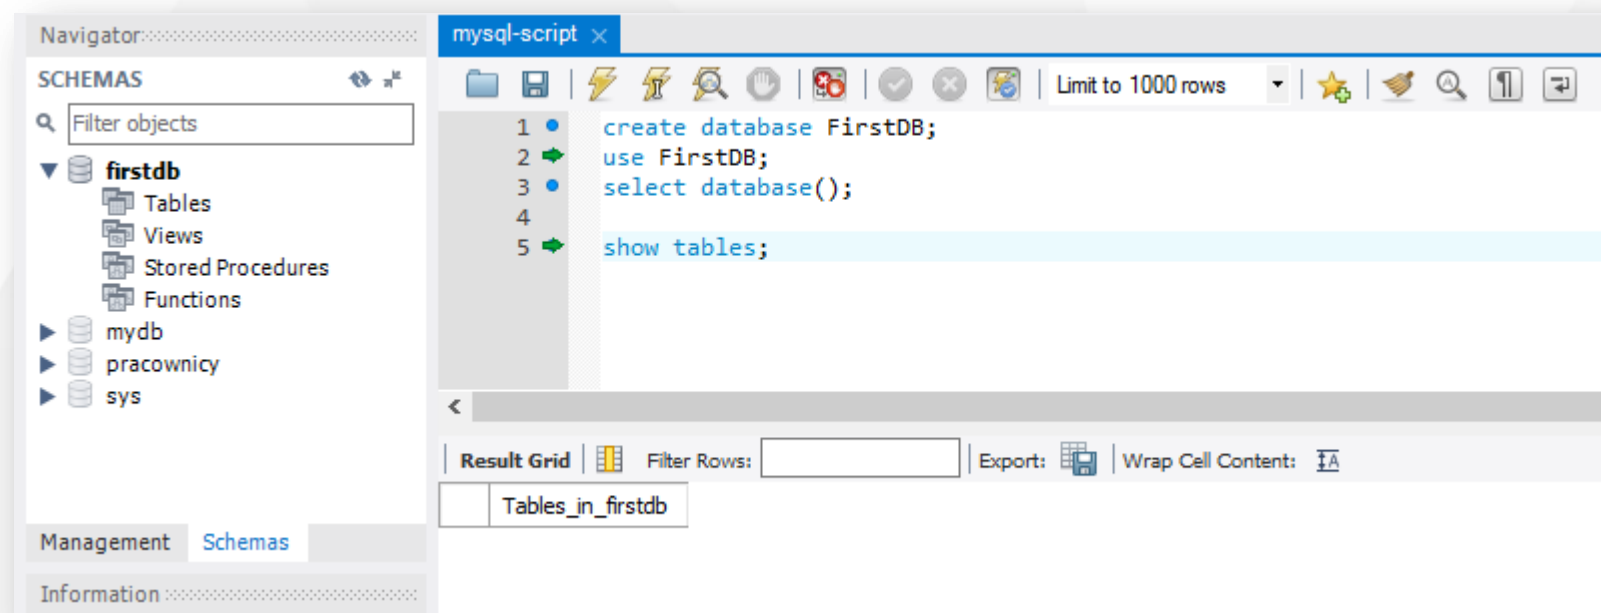 Navigator
SCHEMAS
Filter objects
firstdb
Tables
Views
Stored Procedures
Functions
mydb
pracownicy
sys
Management Schemas
Information
mysql-script
Limit to 1000 rows
1 create database FirstDB;
2 use FirstDB;
3 select database();
4
5 show tables;
Result Grid Filter Rows: Export: Wrap Cell Content:
Tables_in_firstdb